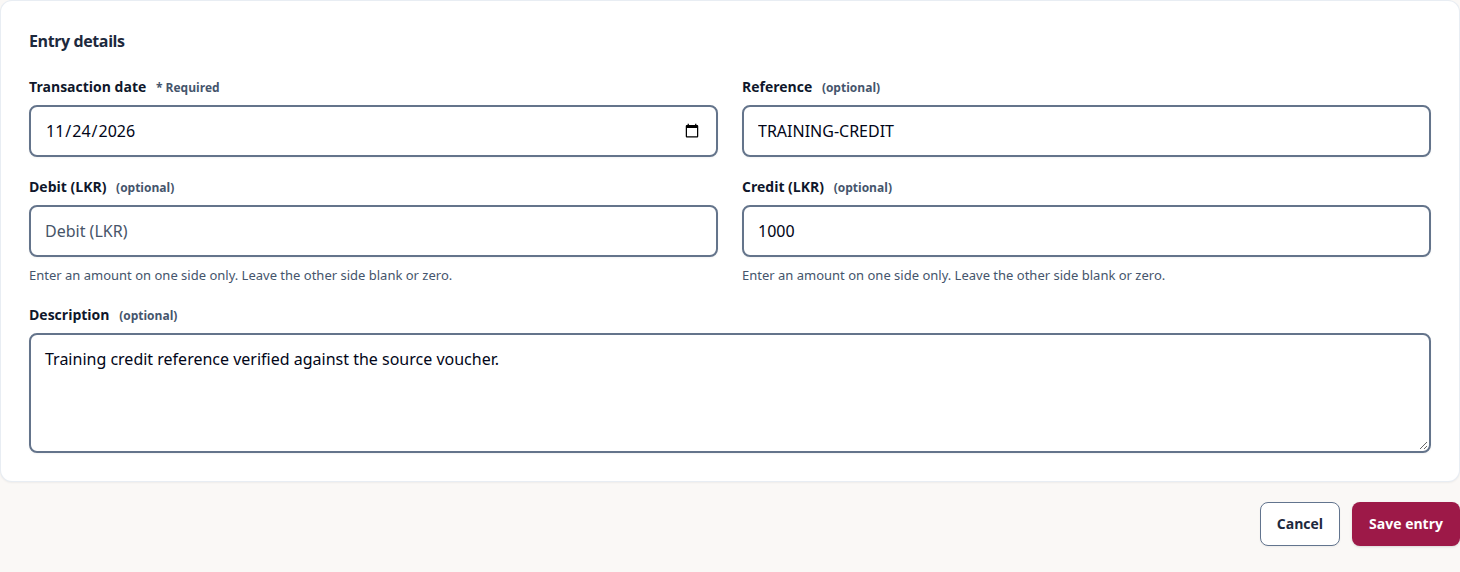 Entry details
Transaction date * Required
11/24/2026
Reference (optional)
TRAINING-CREDIT
Debit (LKR) (optional)
Debit (LKR)
Enter an amount on one side only. Leave the other side blank or zero.
Credit (LKR) (optional)
1000
Enter an amount on one side only. Leave the other side blank or zero.
Description (optional)
Training credit reference verified against the source voucher.
Cancel
Save entry